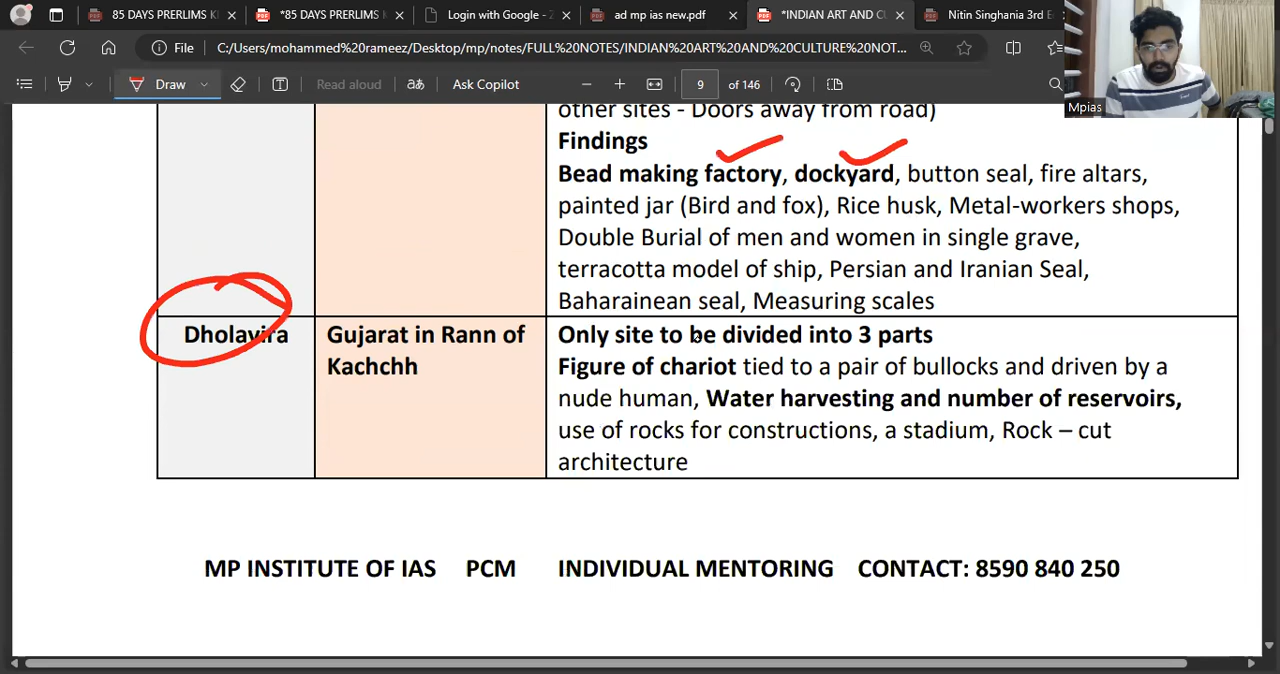 85 DAYS PRERLIMS K
*85 DAYS PRERLIMS
Login with Google -
ad mp ias new.pdf
*INDIAN ART AND C
Nitin Singhania 3rd E
File
C:/Users/mohammed%20rameez/Desktop/mp/notes/FULL%20NOTES/INDIAN%20ART%20AND%20CULTURE%20NOT...
Draw
Read aloud
aあ
Ask Copilot
9 of 146
Mpias
other sites - Doors away from road)
Findings
Bead making factory, dockyard, button seal, fire altars,
painted jar (Bird and fox), Rice husk, Metal-workers shops,
Double Burial of men and women in single grave,
terracotta model of ship, Persian and Iranian Seal,
Baharainean seal, Measuring scales
Dholavira
Gujarat in Rann of
Kachchh
Only site to be divided into 3 parts
Figure of chariot tied to a pair of bullocks and driven by a
nude human, Water harvesting and number of reservoirs,
use of rocks for constructions, a stadium, Rock – cut
architecture
MP INSTITUTE OF IAS PCM INDIVIDUAL MENTORING CONTACT: 8590 840 250